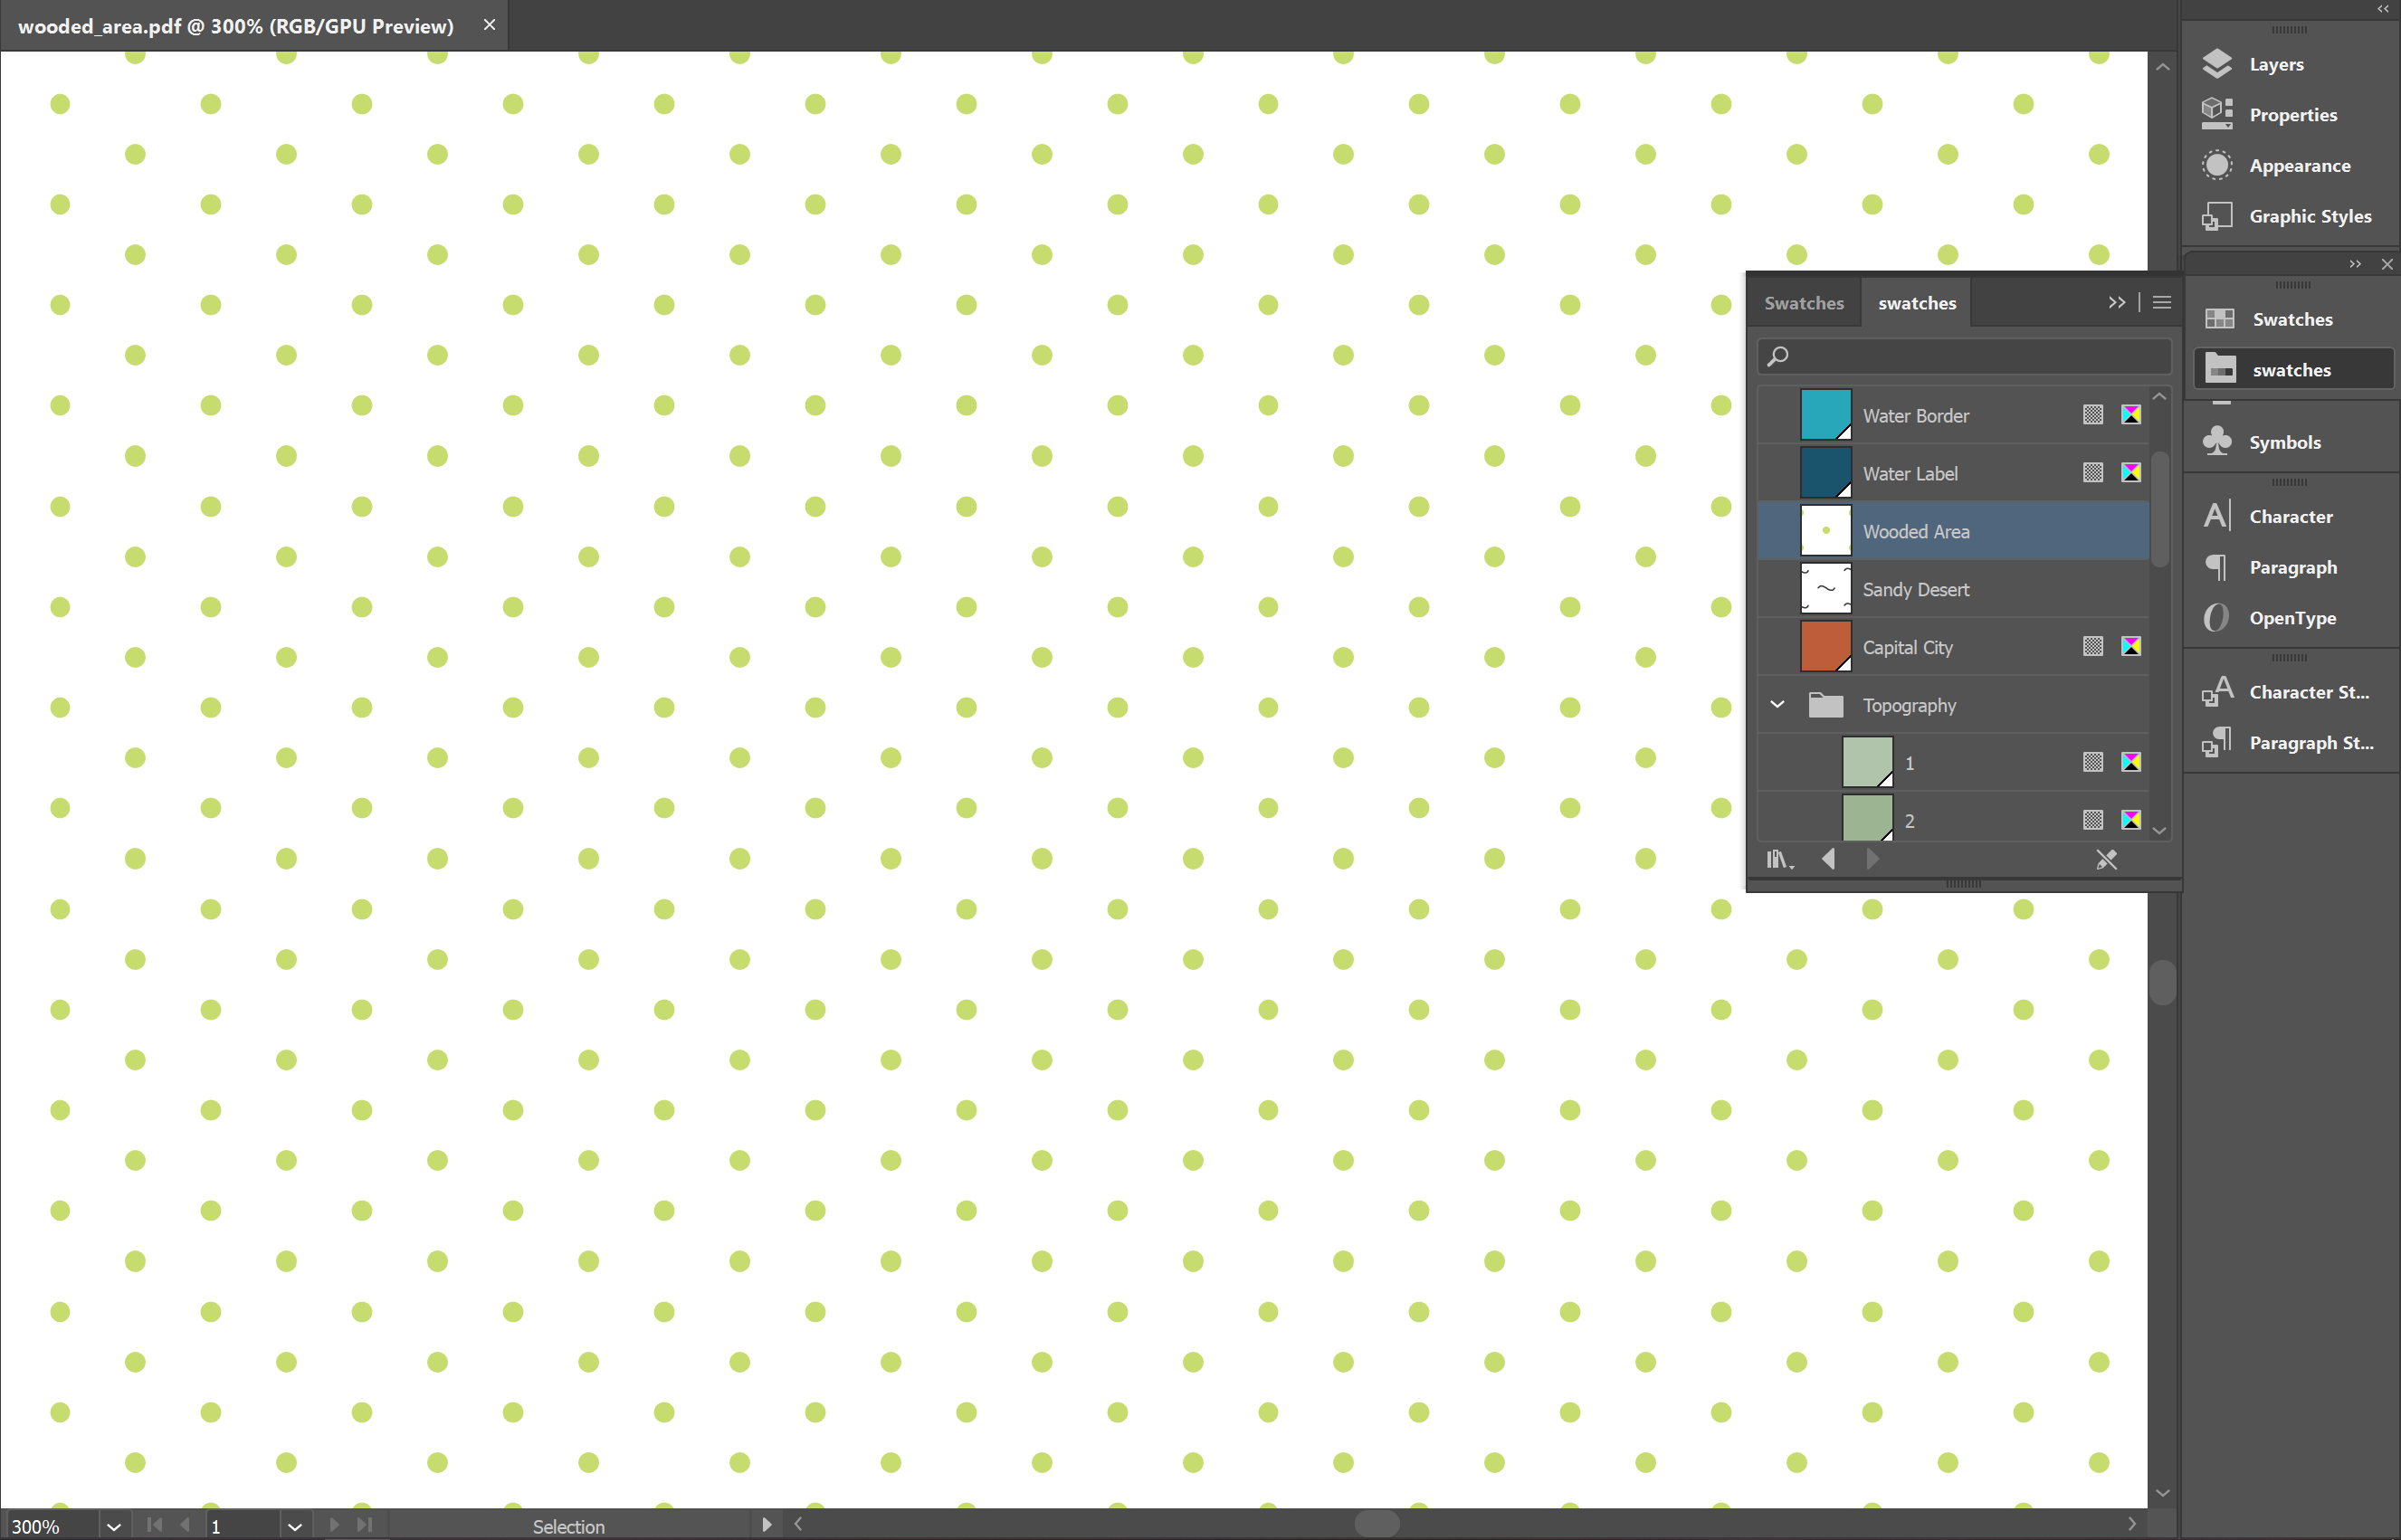 wooded_area.pdf @ 300% (RGB/GPU Preview)
Layers
Properties
Appearance
Graphic Styles
Swatches
swatches
Swatches
swatches
Water Border
Water Label
Wooded Area
Sandy Desert
Capital City
Topography
1
2
Symbols
Character
Paragraph
OpenType
Character St...
Paragraph St...
300%
1
Selection